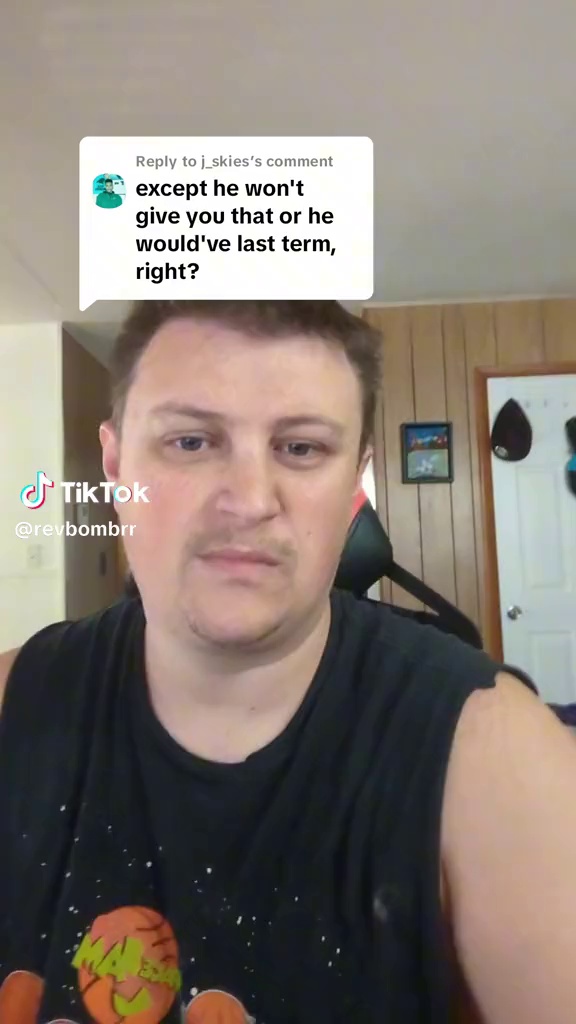 Reply to j_skies's comment
except he won't
give you that or he
would've last term,
right?
TikTok
@revbombrr